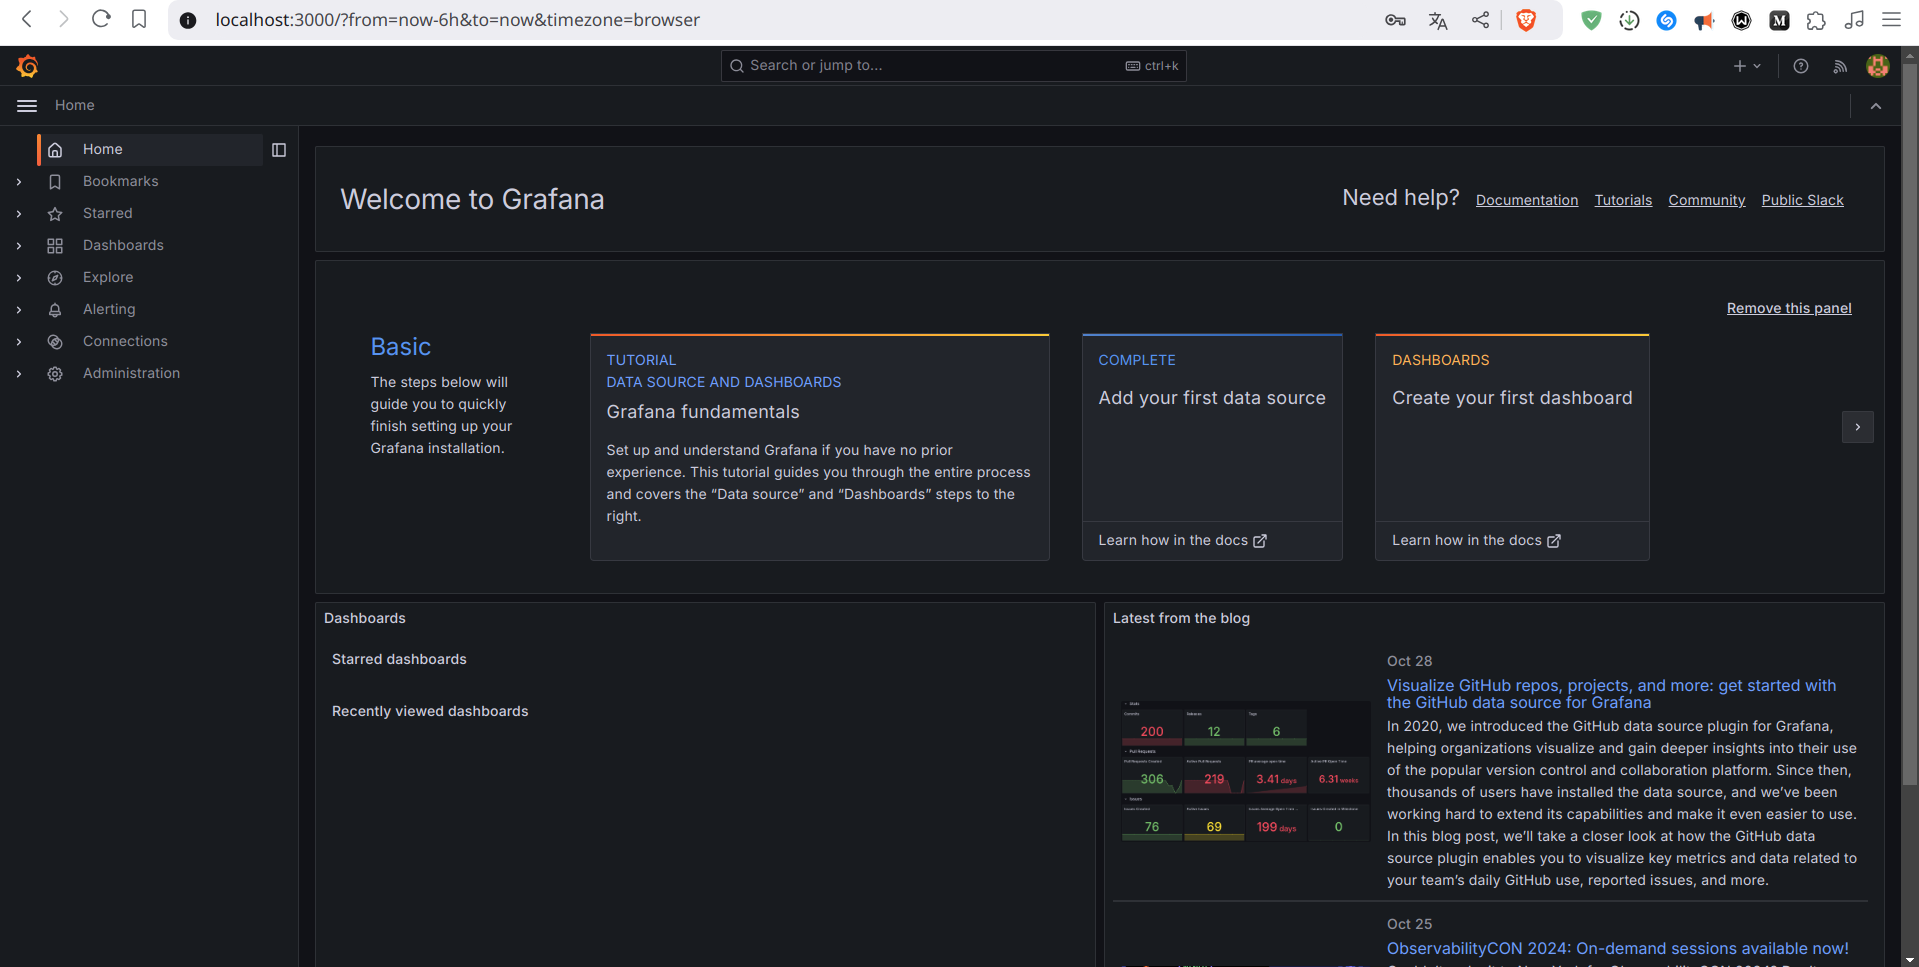 localhost:3000/?from=now-6h&to=now&timezone=browser
Search or jump to...
ctrl+k
Home
Home
Bookmarks
Starred
Dashboards
Explore
Alerting
Connections
Administration
Welcome to Grafana
Need help?
Documentation
Tutorials
Community
Public Slack
Remove this panel
Basic
The steps below will
guide you to quickly
finish setting up your
Grafana installation.
TUTORIAL
DATA SOURCE AND DASHBOARDS
Grafana fundamentals
Set up and understand Grafana if you have no prior
experience. This tutorial guides you through the entire process
and covers the “Data source” and “Dashboards” steps to the
right.
COMPLETE
Add your first data source
Learn how in the docs
DASHBOARDS
Create your first dashboard
Learn how in the docs
Dashboards
Starred dashboards
Recently viewed dashboards
Latest from the blog
200
12
6
306
219
3.41 days
6.31 weeks
76
69
199 days
0
Oct 28
Visualize GitHub repos, projects, and more: get started with
the GitHub data source for Grafana
In 2020, we introduced the GitHub data source plugin for Grafana,
helping organizations visualize and gain deeper insights into their use
of the popular version control and collaboration platform. Since then,
thousands of users have installed the data source, and we’ve been
working hard to extend its capabilities and make it even easier to use.
In this blog post, we’ll take a closer look at how the GitHub data
source plugin enables you to visualize key metrics and data related to
your team’s daily GitHub use, reported issues, and more.
Oct 25
ObservabilityCON 2024: On-demand sessions available now!